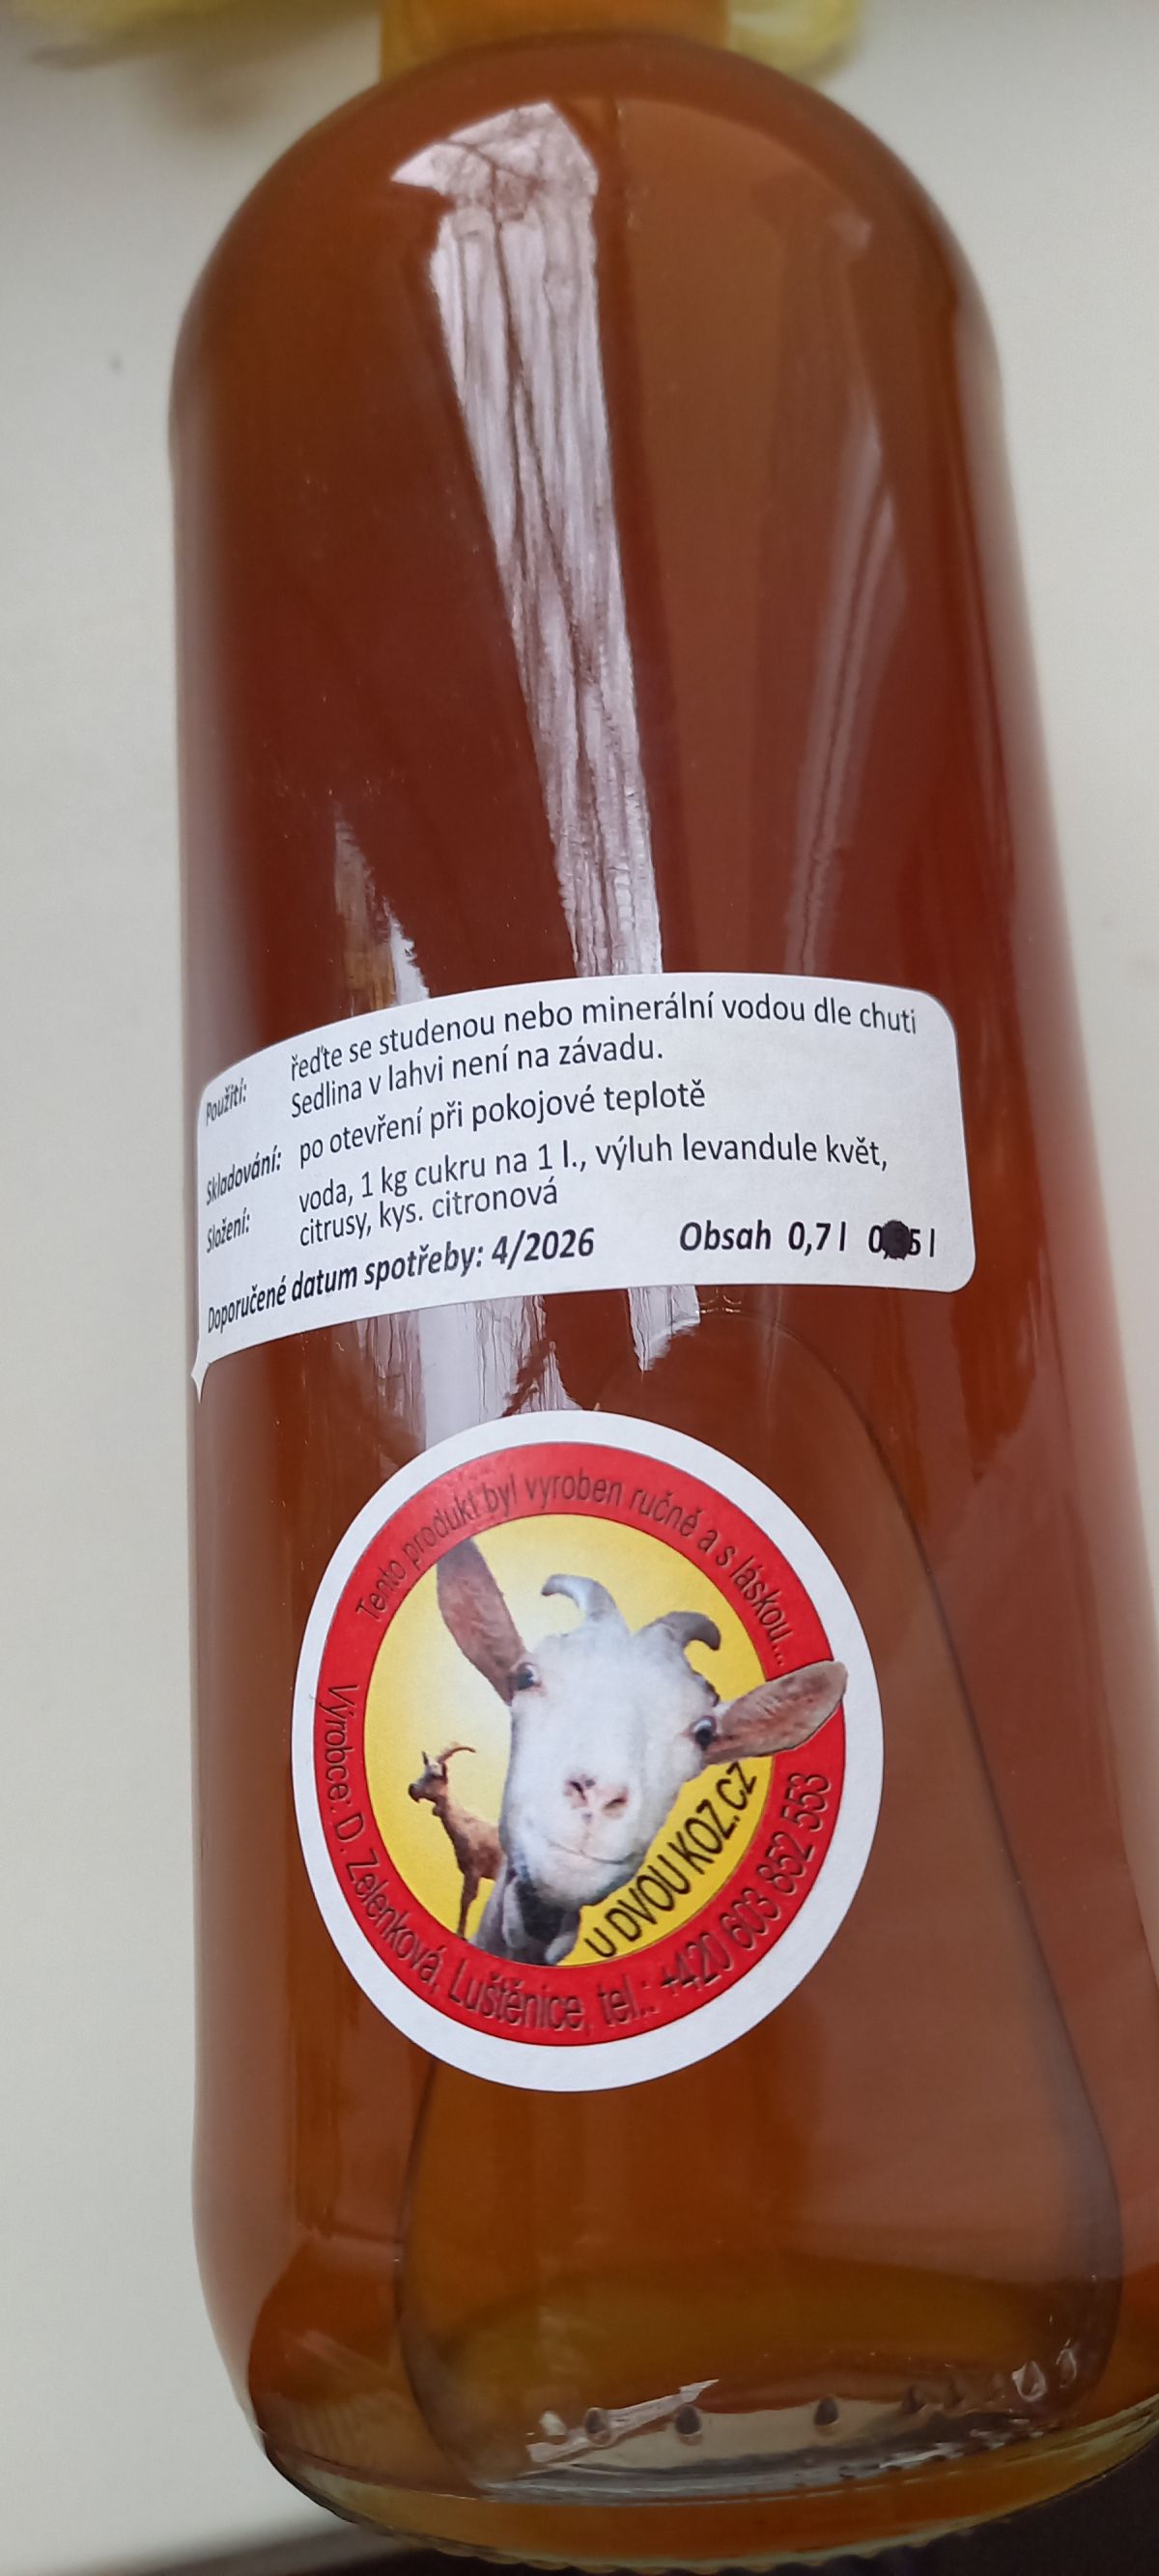 Použití: řeďte se studenou nebo minerální vodou dle chuti
Sedlina v lahvi není na závadu.
Skladování: po otevření při pokojové teplotě
Složení: voda, 1 kg cukru na 1 l., výluh levandule květ,
citrusy, kys. citronová
Doporučené datum spotřeby: 4/2026 Obsah 0,7 l
Tento produkt byl vyroben ručně a s láskou...
U DVOU KOZ.CZ
Výrobce: D. Zelenková, Luštěnice, tel.: +420 603 852 553